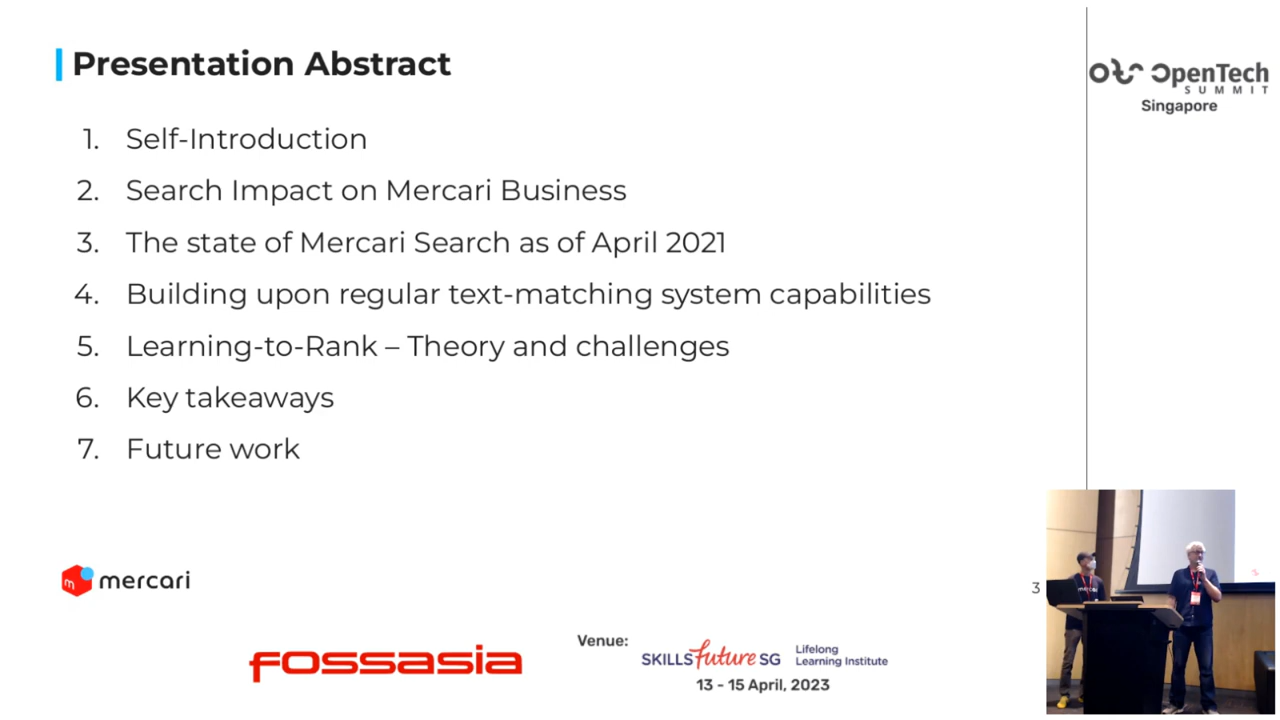 Presentation Abstract
1. Self-Introduction
2. Search Impact on Mercari Business
3. The state of Mercari Search as of April 2021
4. Building upon regular text-matching system capabilities
5. Learning-to-Rank – Theory and challenges
6. Key takeaways
7. Future work
OpenTech
SUMMIT
Singapore
m mercari
3
fossasia
Venue:
SKILLSfuture SG
Lifelong
Learning Institute
13 - 15 April, 2023